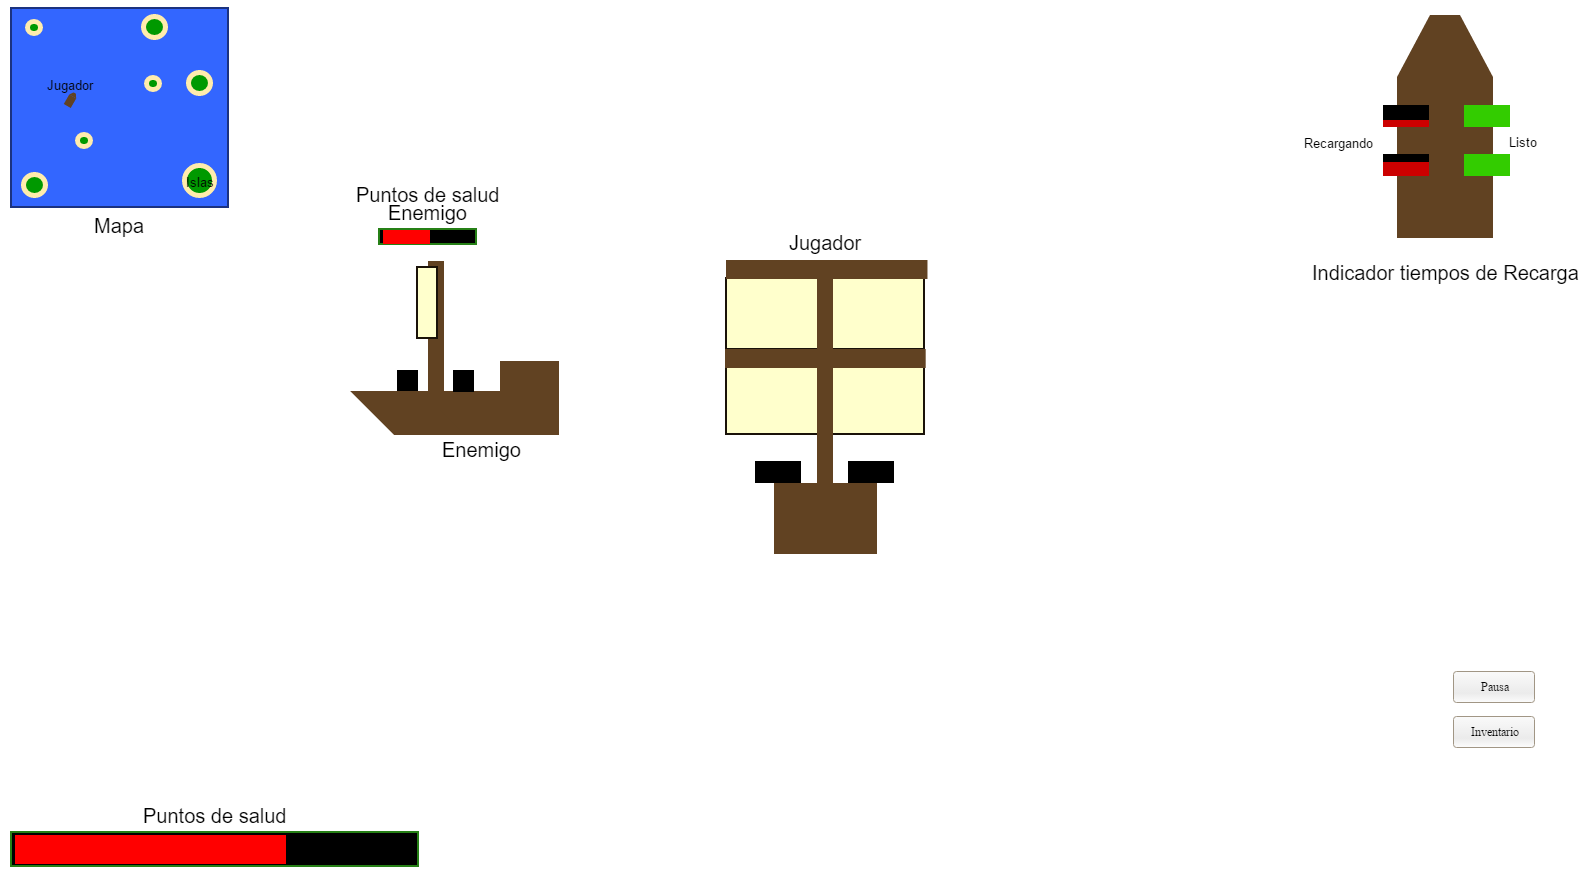 Jugador
Islas
Mapa
Puntos de salud
Enemigo
Enemigo
Jugador
Recargando
Listo
Indicador tiempos de Recarga
Pausa
Inventario
Puntos de salud